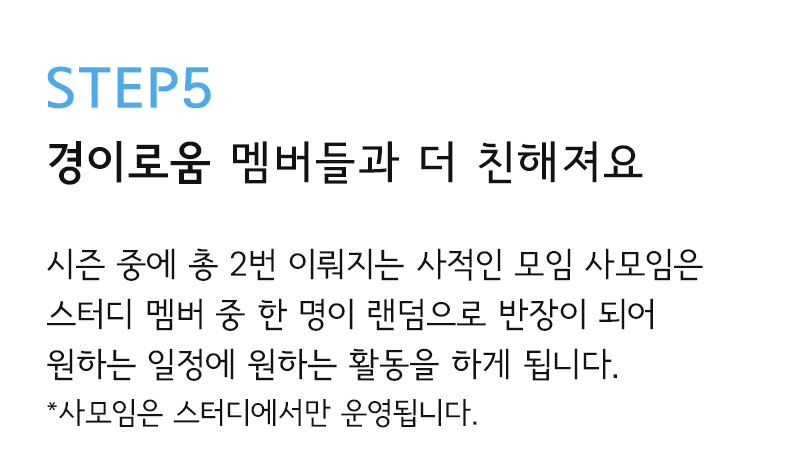 STEP5
경이로움 멤버들과 더 친해져요
시즌 중에 총 2번 이뤄지는 사적인 모임 사모임은
스터디 멤버 중 한 명이 랜덤으로 반장이 되어
원하는 일정에 원하는 활동을 하게 됩니다.
*사모임은 스터디에서만 운영됩니다.